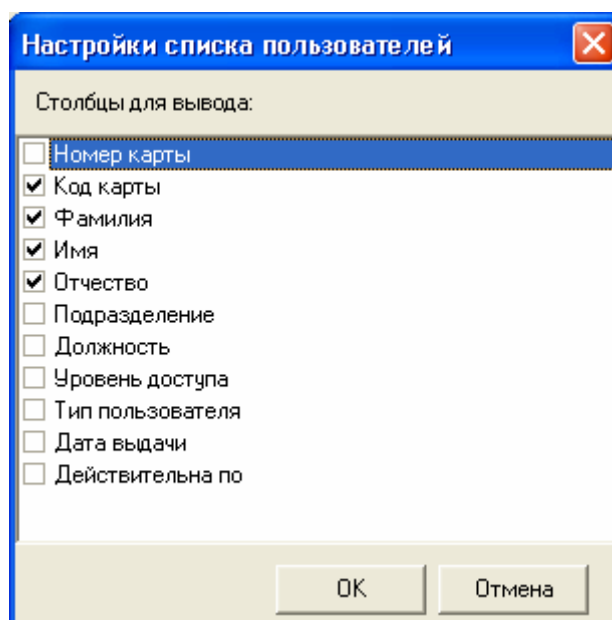 Настройки списка пользователей
Столбцы для вывода:
Номер карты
Код карты
Фамилия
Имя
Отчество
Подразделение
Должность
Уровень доступа
Тип пользователя
Дата выдачи
Действительна по
OK Отмена